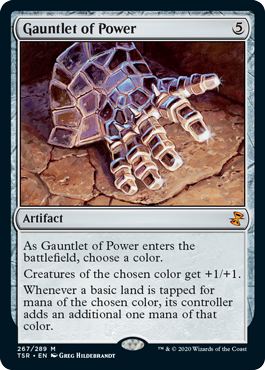 Gauntlet of Power 5
Artifact
As Gauntlet of Power enters the
battlefield, choose a color.
Creatures of the chosen color get +1/+1.
Whenever a basic land is tapped for
mana of the chosen color, its controller
adds an additional one mana of that
color.
267/289 M
TSR • EN Greg Hildebrandt
™ & © 2020 Wizards of the Coast